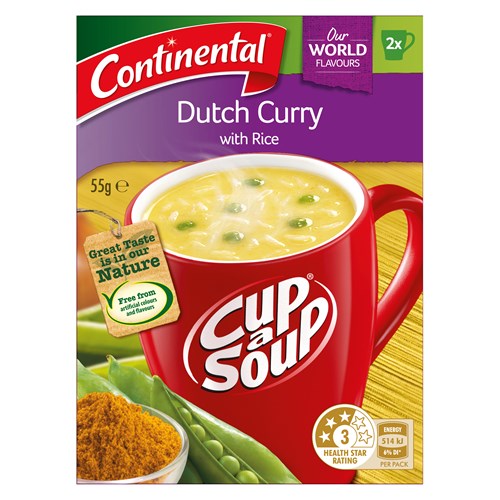 Continental®
Our
WORLD
FLAVOURS
2x
Dutch Curry
with Rice
55g ℮
Great Taste
is in our
Nature
Free from
artificial colours
and flavours
CUP
a
SOUP®
3
HEALTH STAR
RATING
ENERGY
514 kJ
6% DI*
PER PACK